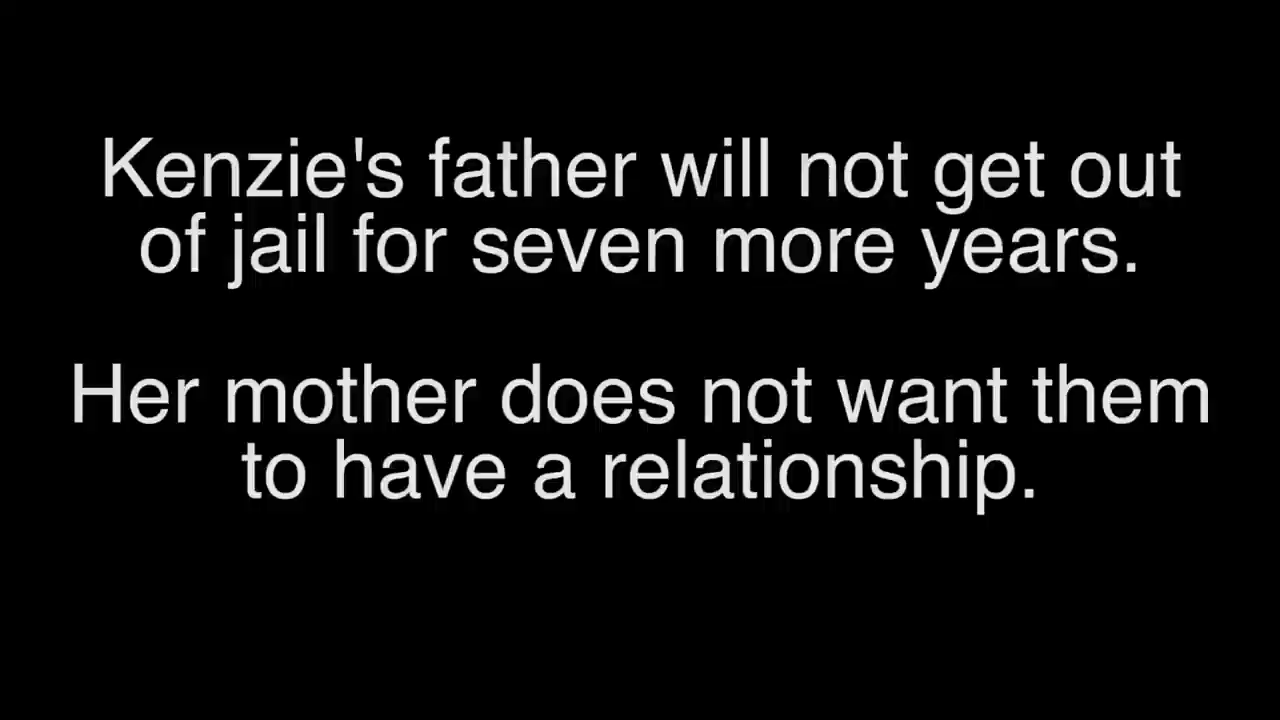 Kenzie's father will not get out
of jail for seven more years.
Her mother does not want them
to have a relationship.